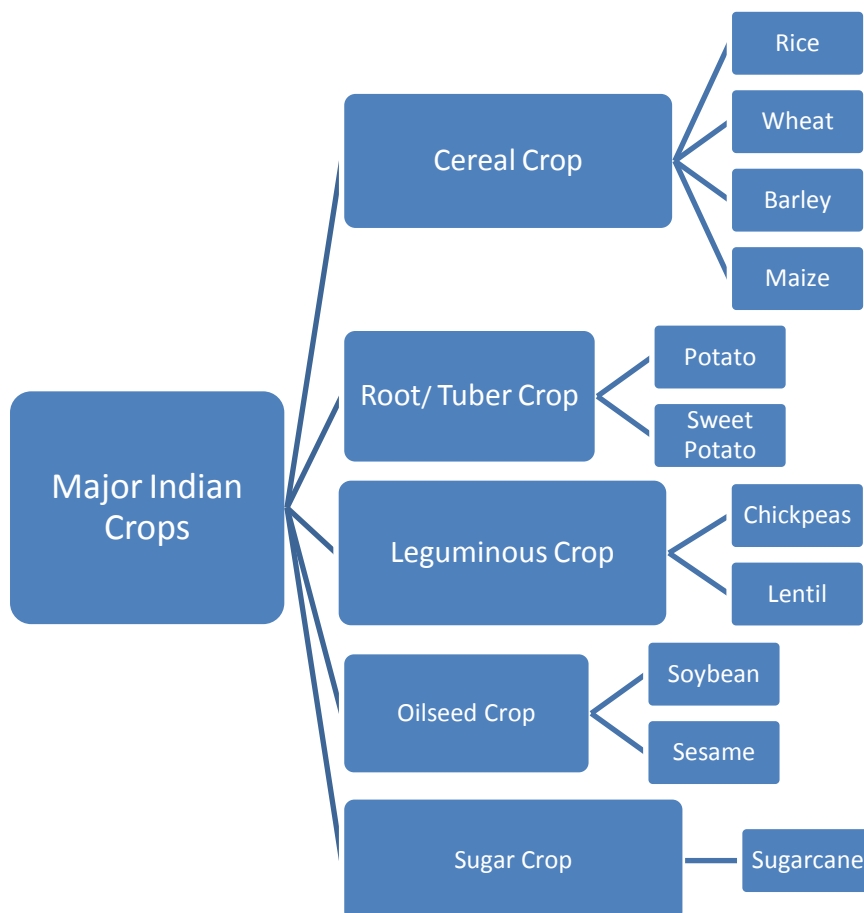 Major Indian
Crops
Cereal Crop
Rice
Wheat
Barley
Maize
Root/ Tuber Crop
Potato
Sweet
Potato
Leguminous Crop
Chickpeas
Lentil
Oilseed Crop
Soybean
Sesame
Sugar Crop
Sugarcane